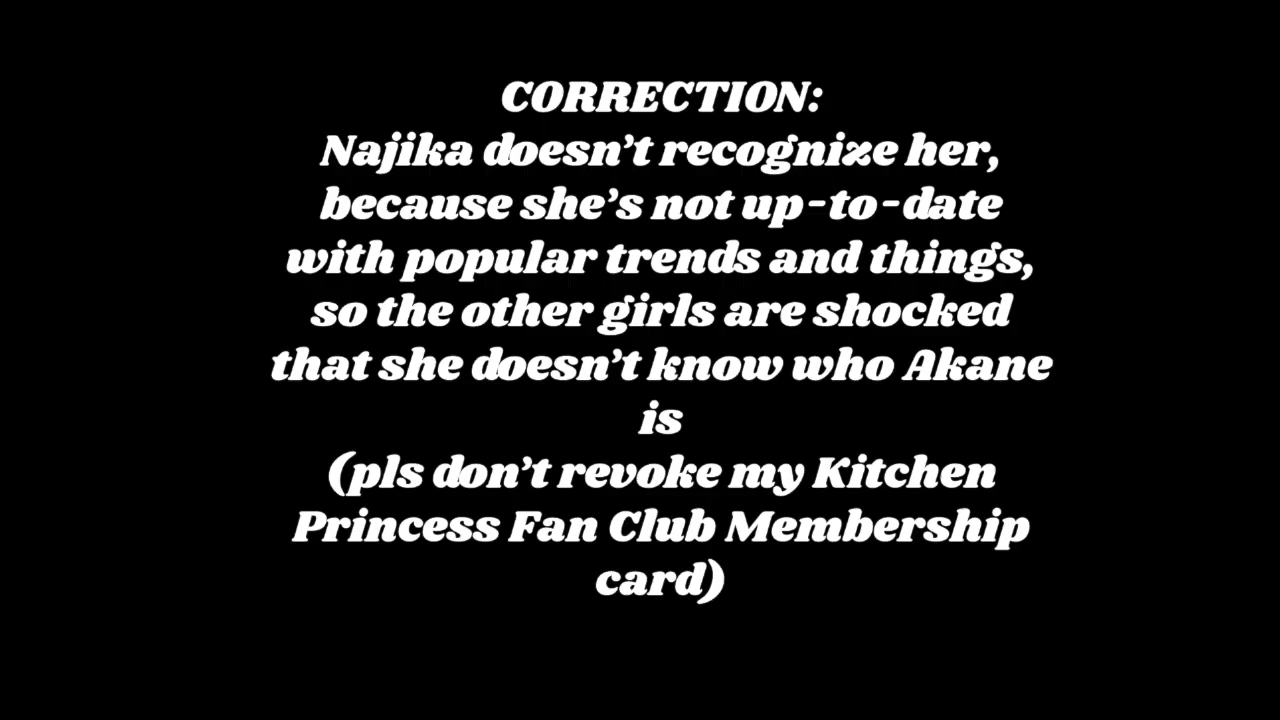 CORRECTION:
Najika doesn't recognize her,
because she's not up-to-date
with popular trends and things,
so the other girls are shocked
that she doesn't know who Akane
is
(pls don't revoke my Kitchen
Princess Fan Club Membership
card)